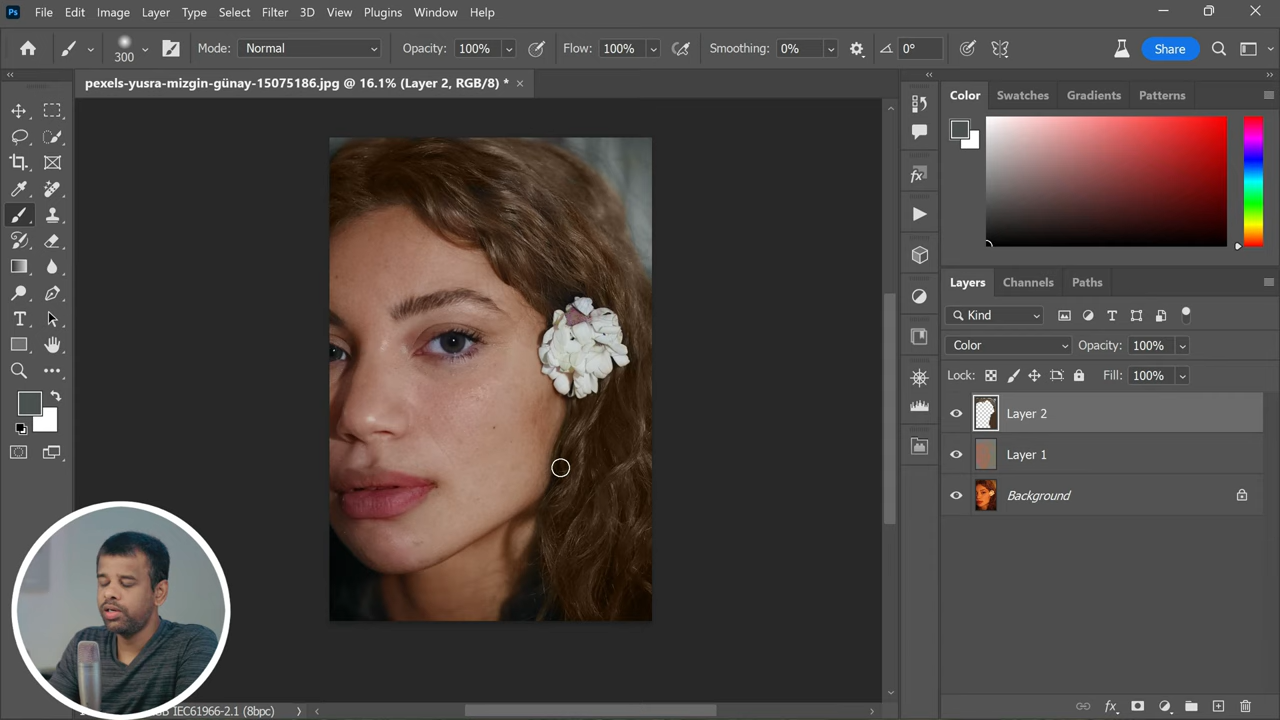 Ps File Edit Image Layer Type Select Filter 3D View Plugins Window Help
300 Mode: Normal Opacity: 100% Flow: 100% Smoothing: 0% 0° Share
pexels-yusra-mizgin-günay-15075186.jpg @ 16.1% (Layer 2, RGB/8) * ×
Color Swatches Gradients Patterns
Layers Channels Paths
Kind
Color Opacity: 100%
Lock: Fill: 100%
Layer 2
Layer 1
Background
IEC61966-2.1 (8bpc)